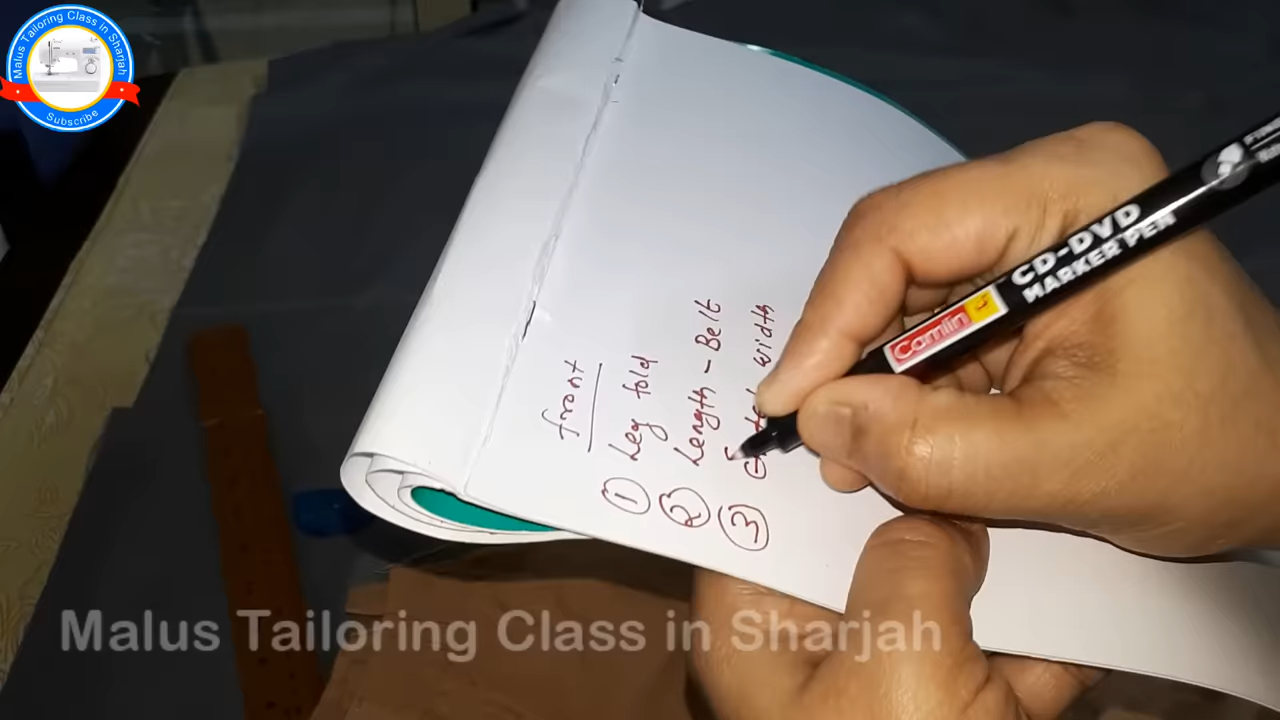 Malus Tailoring Class in Sharjah
Subscribe
front
① Leg fold
② Length - Belt
③ width
Camlin
CD-DVD
MARKER PEN
Malus Tailoring Class in Sharjah